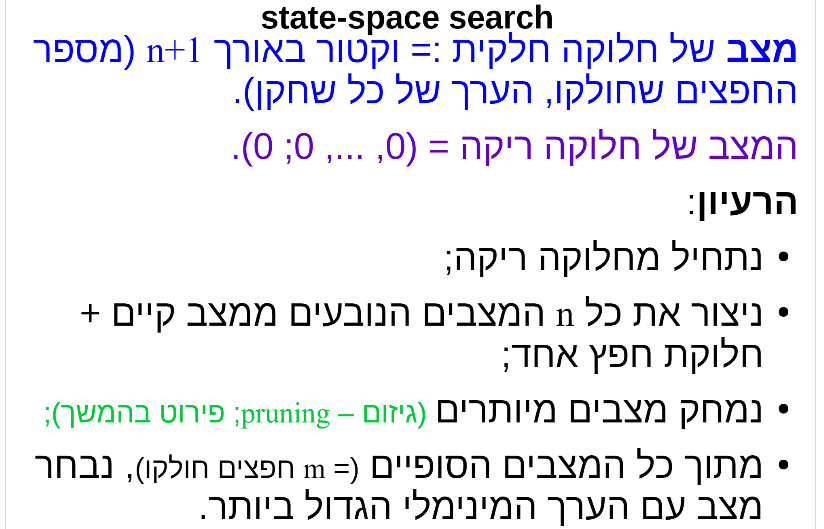 state-space search
מצב של חלוקה חלקית :=  וקטור באורך n+1 (מספר
החפצים שחולקו, הערך של כל שחקן).
המצב של חלוקה ריקה = (0, ..., 0; 0).
הרעיון:
• נתחיל מחלוקה ריקה;
• ניצור את כל n המצבים הנובעים ממצב קיים +
חלוקת חפץ אחד;
• נמחק מצבים מיותרים (גיזום – pruning; פירוט בהמשך);
• מתוך כל המצבים הסופיים (= m חפצים חולקו), נבחר
מצב עם הערך המינימלי הגדול ביותר.